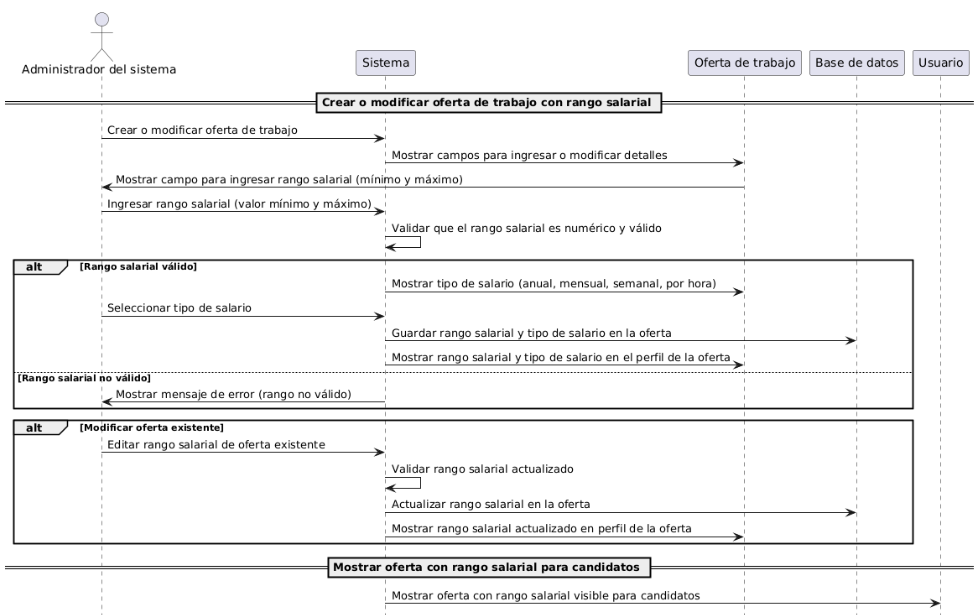 Administrador del sistema
Sistema
Oferta de trabajo
Base de datos
Usuario
Crear o modificar oferta de trabajo con rango salarial
Crear o modificar oferta de trabajo
Mostrar campos para ingresar o modificar detalles
Mostrar campo para ingresar rango salarial (mínimo y máximo)
Ingresar rango salarial (valor mínimo y máximo)
Validar que el rango salarial es numérico y válido
alt [Rango salarial válido]
Mostrar tipo de salario (anual, mensual, semanal, por hora)
Seleccionar tipo de salario
Guardar rango salarial y tipo de salario en la oferta
Mostrar rango salarial y tipo de salario en el perfil de la oferta
[Rango salarial no válido]
Mostrar mensaje de error (rango no válido)
alt [Modificar oferta existente]
Editar rango salarial de oferta existente
Validar rango salarial actualizado
Actualizar rango salarial en la oferta
Mostrar rango salarial actualizado en perfil de la oferta
Mostrar oferta con rango salarial para candidatos
Mostrar oferta con rango salarial visible para candidatos